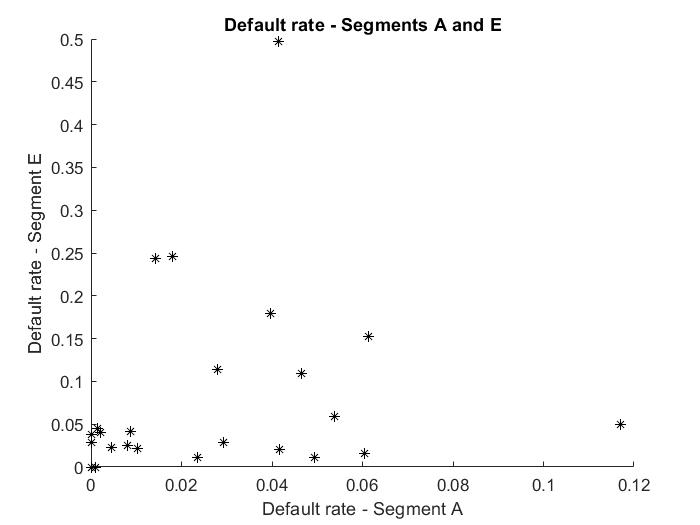 Default rate - Segments A and E
0.5
0.45
0.4
0.35
0.3
0.25
0.2
0.15
0.1
0.05
0
Default rate - Segment E
0 0.02 0.04 0.06 0.08 0.1 0.12
Default rate - Segment A